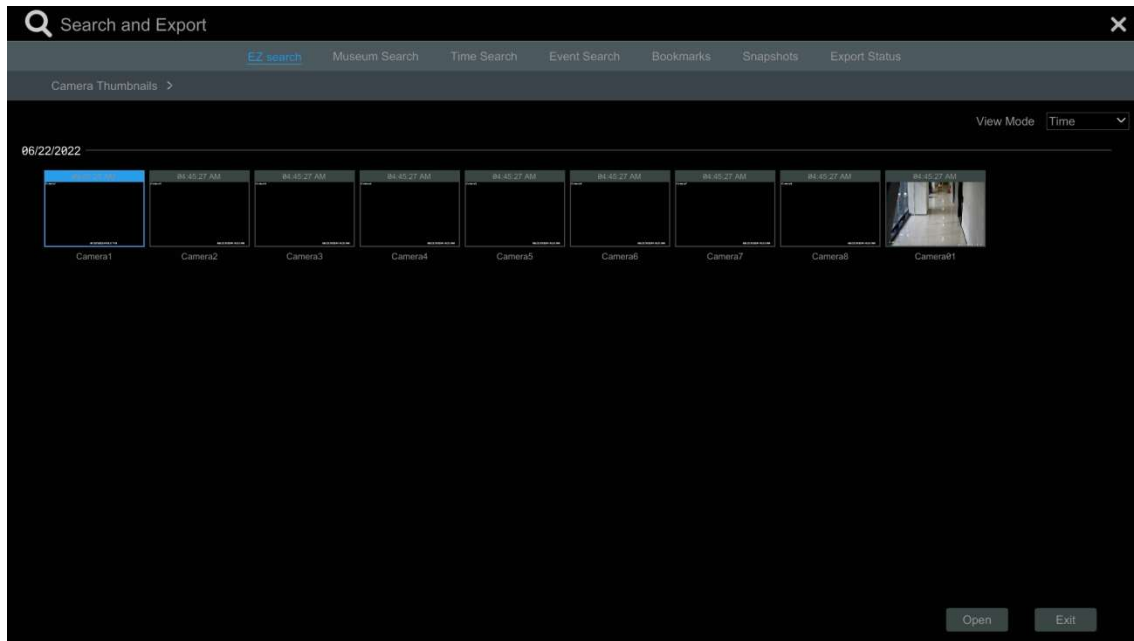 Search and Export
EZ search Museum Search Time Search Event Search Bookmarks Snapshots Export Status
Camera Thumbnails >
View Mode Time
06/22/2022
04:45:27 AM 04:45:27 AM 04:45:27 AM 04:45:27 AM 04:45:27 AM 04:45:27 AM 04:45:27 AM 04:45:27 AM
Camera1 Camera2 Camera3 Camera4 Camera5 Camera6 Camera7 Camera8 Camera01
Open Exit